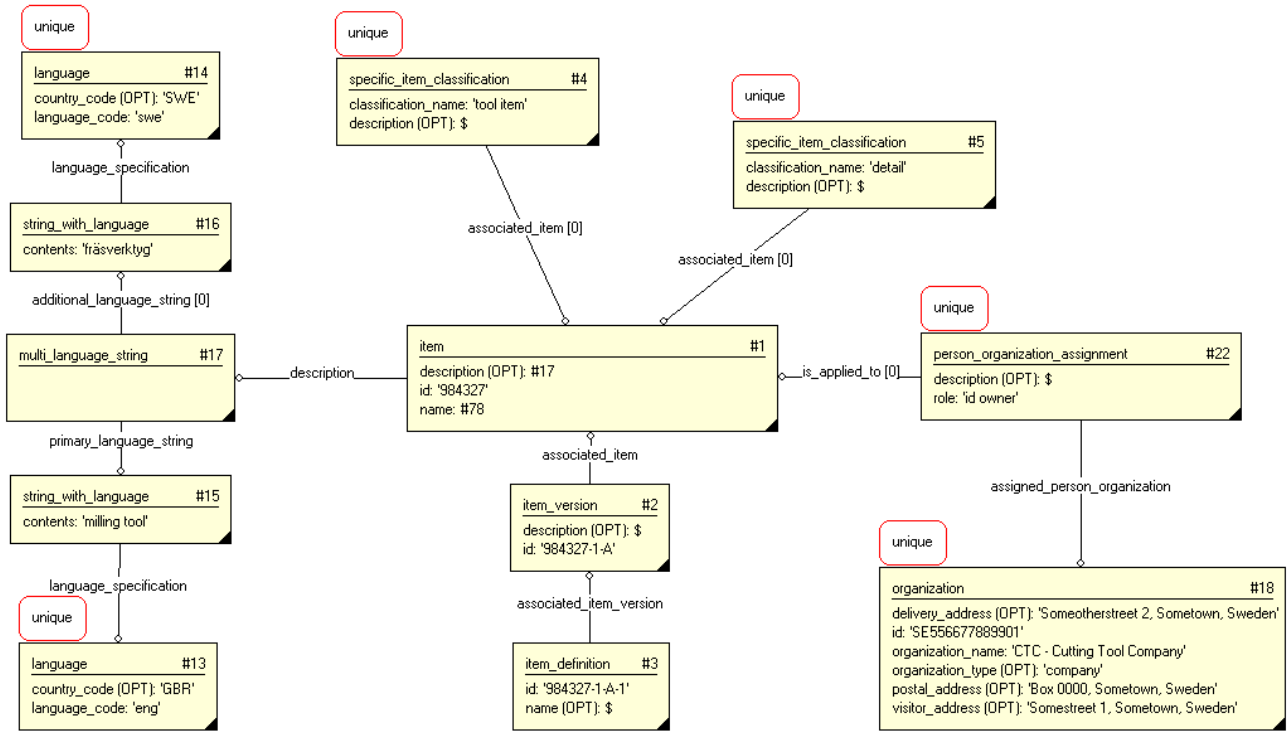 unique
language #14
country_code (OPT): 'SWE'
language_code: 'swe'
language_specification
string_with_language #16
contents: 'fräsverktyg'
additional_language_string [0]
multi_language_string #17
primary_language_string
string_with_language #15
contents: 'milling tool'
language_specification
unique
language #13
country_code (OPT): 'GBR'
language_code: 'eng'
unique
specific_item_classification #4
classification_name: 'tool item'
description (OPT): $
associated_item [0]
unique
specific_item_classification #5
classification_name: 'detail'
description (OPT): $
associated_item [0]
description
item #1
description (OPT): #17
id: '984327'
name: #78
associated_item
item_version #2
description (OPT): $
id: '984327-1-A'
associated_item_version
item_definition #3
id: '984327-1-A-1'
name (OPT): $
is_applied_to [0]
unique
person_organization_assignment #22
description (OPT): $
role: 'id owner'
assigned_person_organization
unique
organization #18
delivery_address (OPT): 'Someotherstreet 2, Sometown, Sweden'
id: 'SE556677889901'
organization_name: 'CTC - Cutting Tool Company'
organization_type (OPT): 'company'
postal_address (OPT): 'Box 0000, Sometown, Sweden'
visitor_address (OPT): 'Somestreet 1, Sometown, Sweden'